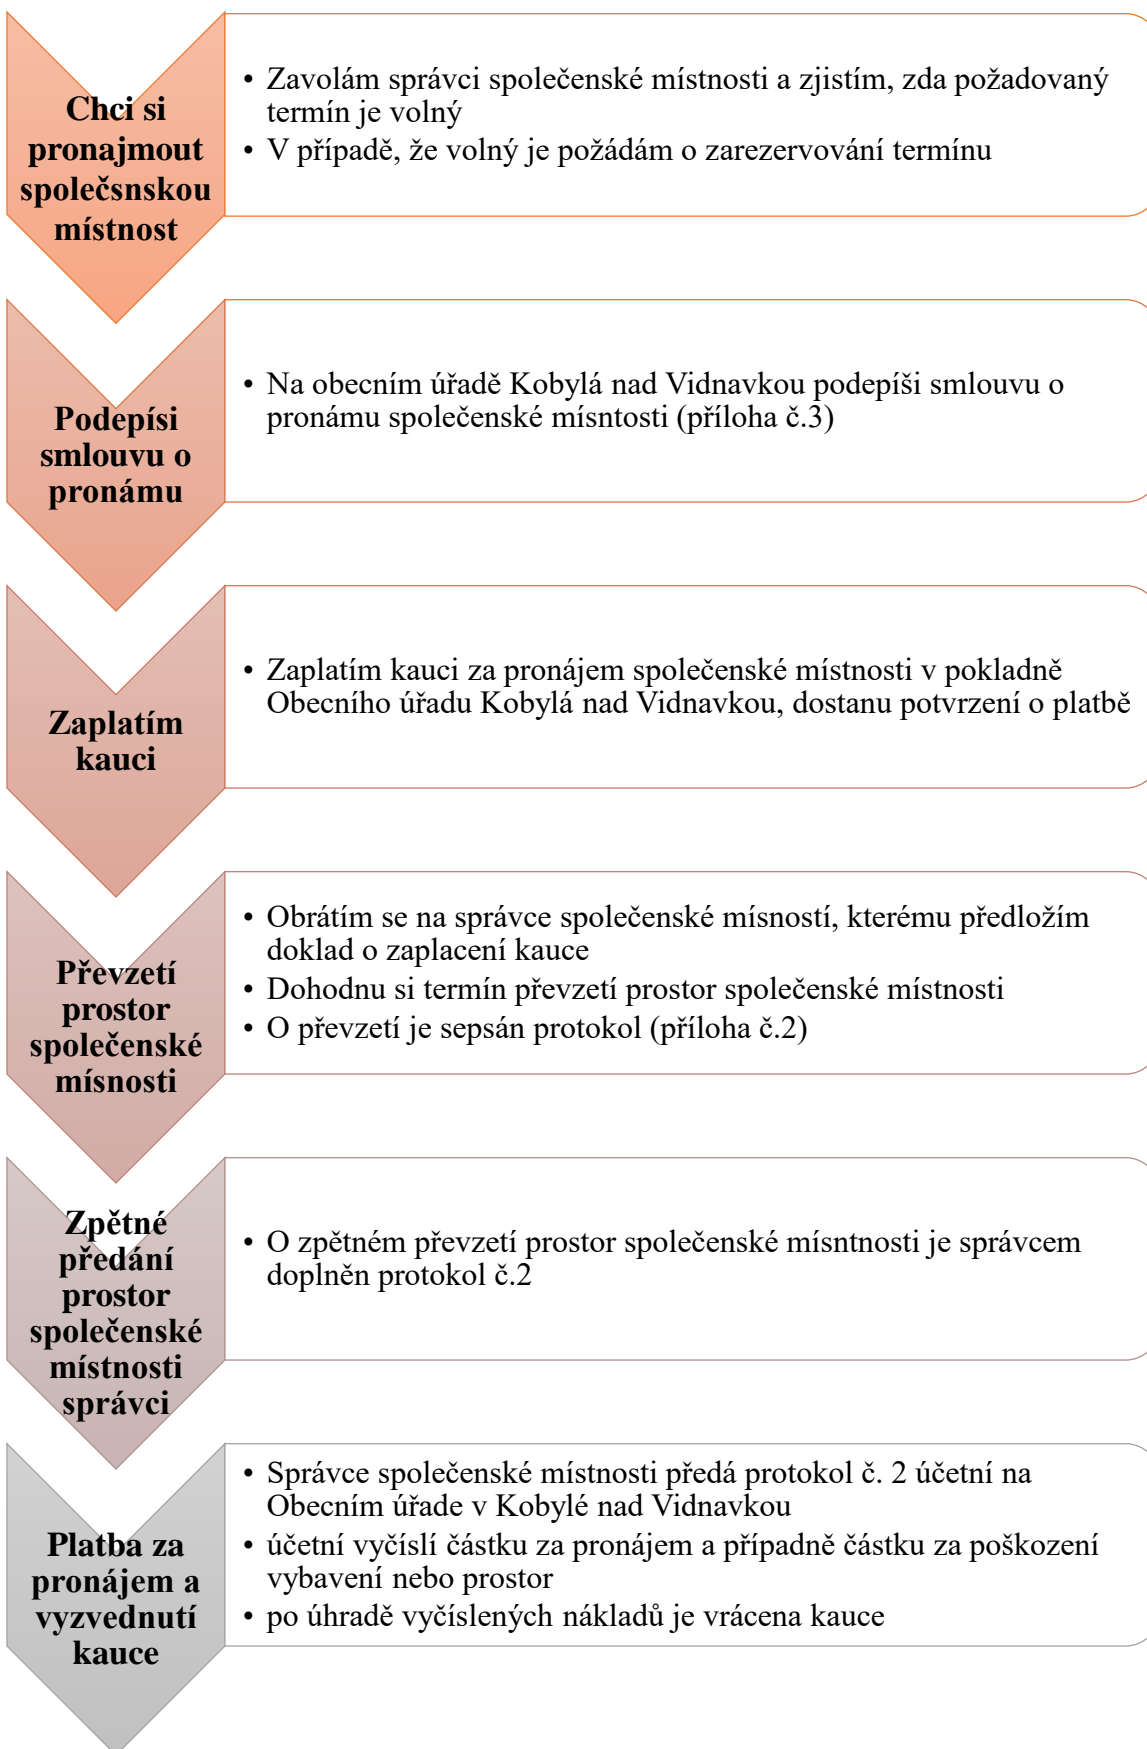 Chci si
pronajmout
společsnskou
místnost
• Zavolám správci společenské místnosti a zjistím, zda požadovaný
termín je volný
• V případě, že volný je požádám o zarezervování termínu
Podepísi
smlouvu o
pronámu
• Na obecním úřadě Kobylá nad Vidnavkou podepíši smlouvu o
pronámu společenské mísntosti (příloha č.3)
Zaplatím
kauci
• Zaplatím kauci za pronájem společenské místnosti v pokladně
Obecního úřadu Kobylá nad Vidnavkou, dostanu potvrzení o platbě
Převzetí
prostor
společenské
mísnosti
• Obrátím se na správce společenské mísností, kterému předložím
doklad o zaplacení kauce
• Dohodnu si termín převzetí prostor společenské místnosti
• O převzetí je sepsán protokol (příloha č.2)
Zpětné
předání
prostor
společenské
místnosti
správci
• O zpětném převzetí prostor společenské mísntnosti je správcem
doplněn protokol č.2
Platba za
pronájem a
vyzvednutí
kauce
• Správce společenské místnosti předá protokol č. 2 účetní na
Obecním úřade v Kobylé nad Vidnavkou
• účetní vyčíslí částku za pronájem a případně částku za poškození
vybavení nebo prostor
• po úhradě vyčíslených nákladů je vrácena kauce